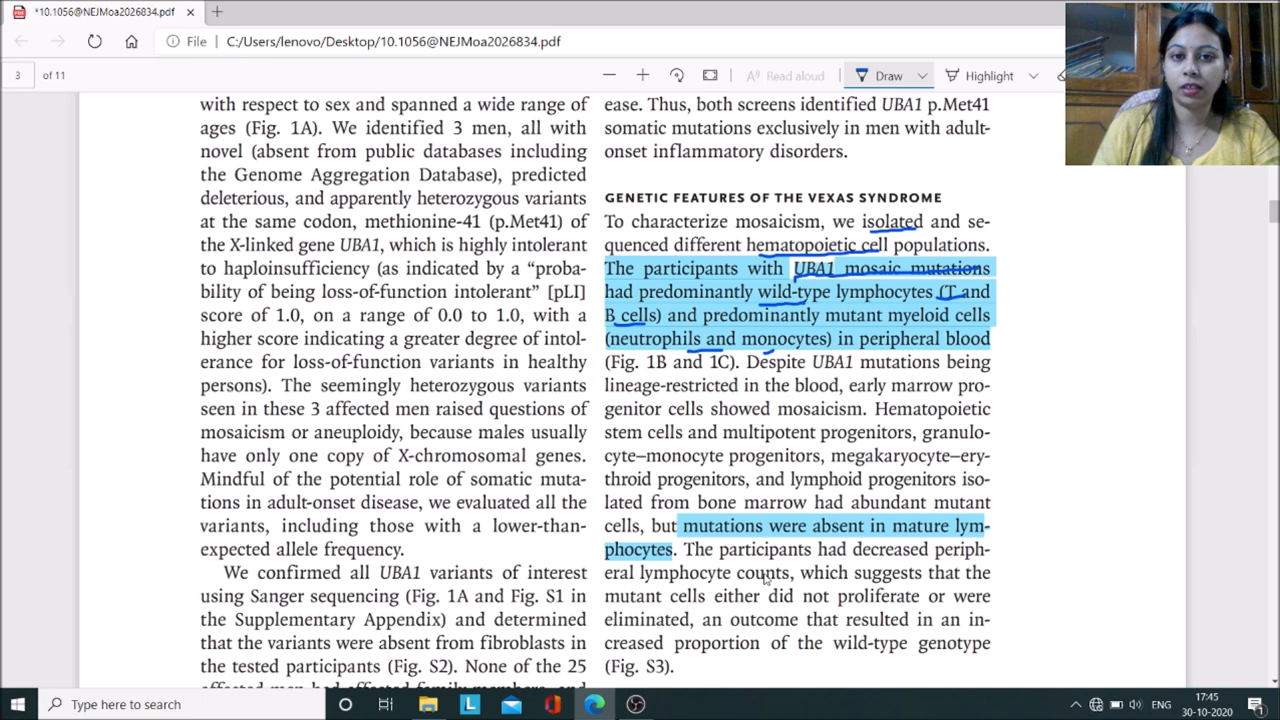 *10.1056@NEJMoa2026834.pdf
File
C:/Users/lenovo/Desktop/10.1056@NEJMoa2026834.pdf
3 of 11
Read aloud
Draw
Highlight
with respect to sex and spanned a wide range of
ages (Fig. 1A). We identified 3 men, all with
novel (absent from public databases including
the Genome Aggregation Database), predicted
deleterious, and apparently heterozygous variants
at the same codon, methionine-41 (p.Met41) of
the X-linked gene UBA1, which is highly intolerant
to haploinsufficiency (as indicated by a “proba-
bility of being loss-of-function intolerant” [pLI]
score of 1.0, on a range of 0.0 to 1.0, with a
higher score indicating a greater degree of intol-
erance for loss-of-function variants in healthy
persons). The seemingly heterozygous variants
seen in these 3 affected men raised questions of
mosaicism or aneuploidy, because males usually
have only one copy of X-chromosomal genes.
Mindful of the potential role of somatic muta-
tions in adult-onset disease, we evaluated all the
variants, including those with a lower-than-
expected allele frequency.
We confirmed all UBA1 variants of interest
using Sanger sequencing (Fig. 1A and Fig. S1 in
the Supplementary Appendix) and determined
that the variants were absent from fibroblasts in
the tested participants (Fig. S2). None of the 25
ease. Thus, both screens identified UBA1 p.Met41
somatic mutations exclusively in men with adult-
onset inflammatory disorders.
GENETIC FEATURES OF THE VEXAS SYNDROME
To characterize mosaicism, we isolated and se-
quenced different hematopoietic cell populations.
The participants with UBA1 mosaic mutations
had predominantly wild-type lymphocytes (T and
B cells) and predominantly mutant myeloid cells
(neutrophils and monocytes) in peripheral blood
(Fig. 1B and 1C). Despite UBA1 mutations being
lineage-restricted in the blood, early marrow pro-
genitor cells showed mosaicism. Hematopoietic
stem cells and multipotent progenitors, granulo-
cyte–monocyte progenitors, megakaryocyte–ery-
throid progenitors, and lymphoid progenitors iso-
lated from bone marrow had abundant mutant
cells, but mutations were absent in mature lym-
phocytes. The participants had decreased periph-
eral lymphocyte counts, which suggests that the
mutant cells either did not proliferate or were
eliminated, an outcome that resulted in an in-
creased proportion of the wild-type genotype
(Fig. S3).
Type here to search
ENG
17:45
30-10-2020